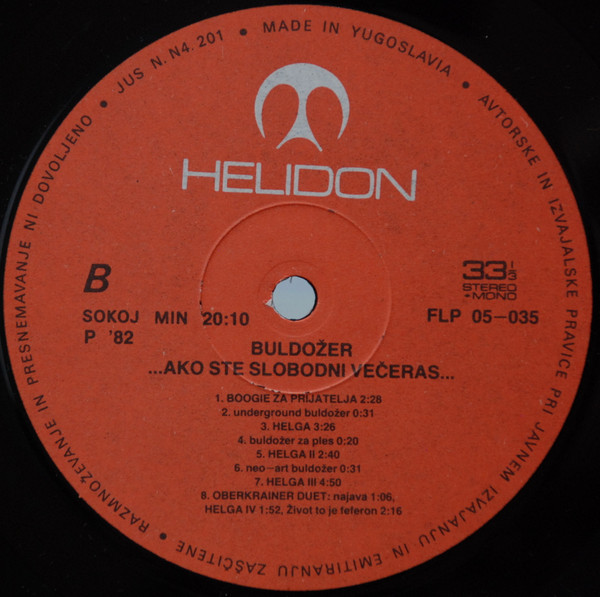 RAZMNOŽEVANJE IN PRESNEMAVANJE NI DOVOLJENO • JUS N. N4. 201 • MADE IN YUGOSLAVIA • AVTORSKE IN IZVAJALSKE PRAVICE PRI JAVNEM IZVAJANJU IN EMITIRANJU ZAŠČITENE •
HELIDON
B
33 1/3
STEREO
-MONO
SOKOJ MIN 20:10
FLP 05-035
P '82
BULDOŽER
...AKO STE SLOBODNI VEČERAS...
1. BOOGIE ZA PRIJATELJA 2:28
2. underground buldožer 0:31
3. HELGA 3:26
4. buldožer za ples 0:20
5. HELGA II 2:40
6. neo-art buldožer 0:31
7. HELGA III 4:50
8. OBERKRAINER DUET: najava 1:06,
HELGA IV 1:52, Život to je feferon 2:16